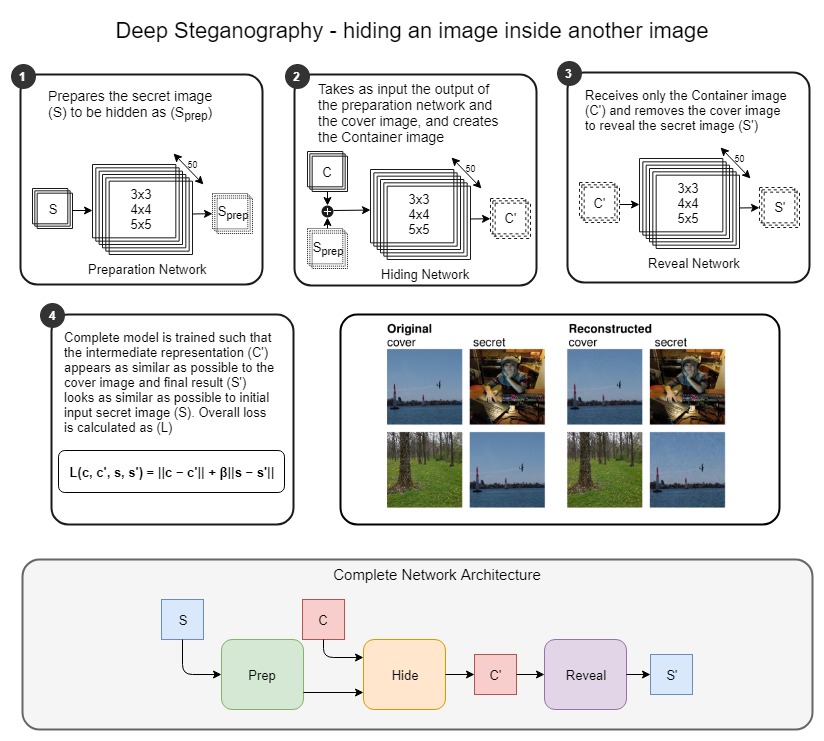 Deep Steganography - hiding an image inside another image
1
Prepares the secret image
(S) to be hidden as (Sprep)
50
S
3x3
4x4
5x5
Sprep
Preparation Network
2
Takes as input the output of
the preparation network and
the cover image, and creates
the Container image
C
50
3x3
4x4
5x5
C'
Sprep
Hiding Network
3
Receives only the Container image
(C') and removes the cover image
to reveal the secret image (S')
50
C'
3x3
4x4
5x5
S'
Reveal Network
4
Complete model is trained such that
the intermediate representation (C')
appears as similar as possible to the
cover image and final result (S')
looks as similar as possible to initial
input secret image (S). Overall loss
is calculated as (L)
L(c, c', s, s') = ||c − c'|| + β||s − s'||
Original
cover secret
Reconstructed
cover secret
Complete Network Architecture
S
C
Prep
Hide
C'
Reveal
S'